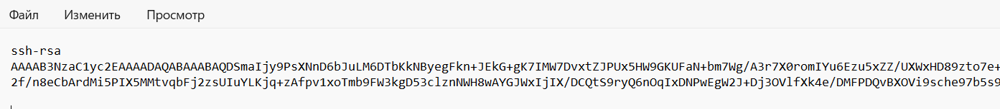 Файл Изменить Просмотр
ssh-rsa
AAAAB3NzaC1yc2EAAAADAQABAAABAQDSmaIjy9PsXNnD6bJuLM6DTbKkNByegFkn+JEkG+gK7IMW7DvxtZJPUx5HW9GKUFaN+bm7Wg/A3r7X0romIYu6Ezu5xZZ/UXWxHD89zto7e+
2f/n8eCbArdMi5PIX5MMtvqbFj2zsUIuYLKjq+zAfpv1xoTmb9FW3kgD53clznNWH8wAYGJWxIjIX/DCQtS9ryQ6nOqIxDNPwEgW2J+Dj3OVlfXk4e/DMFPDQvBXOVi9sche97b5s9